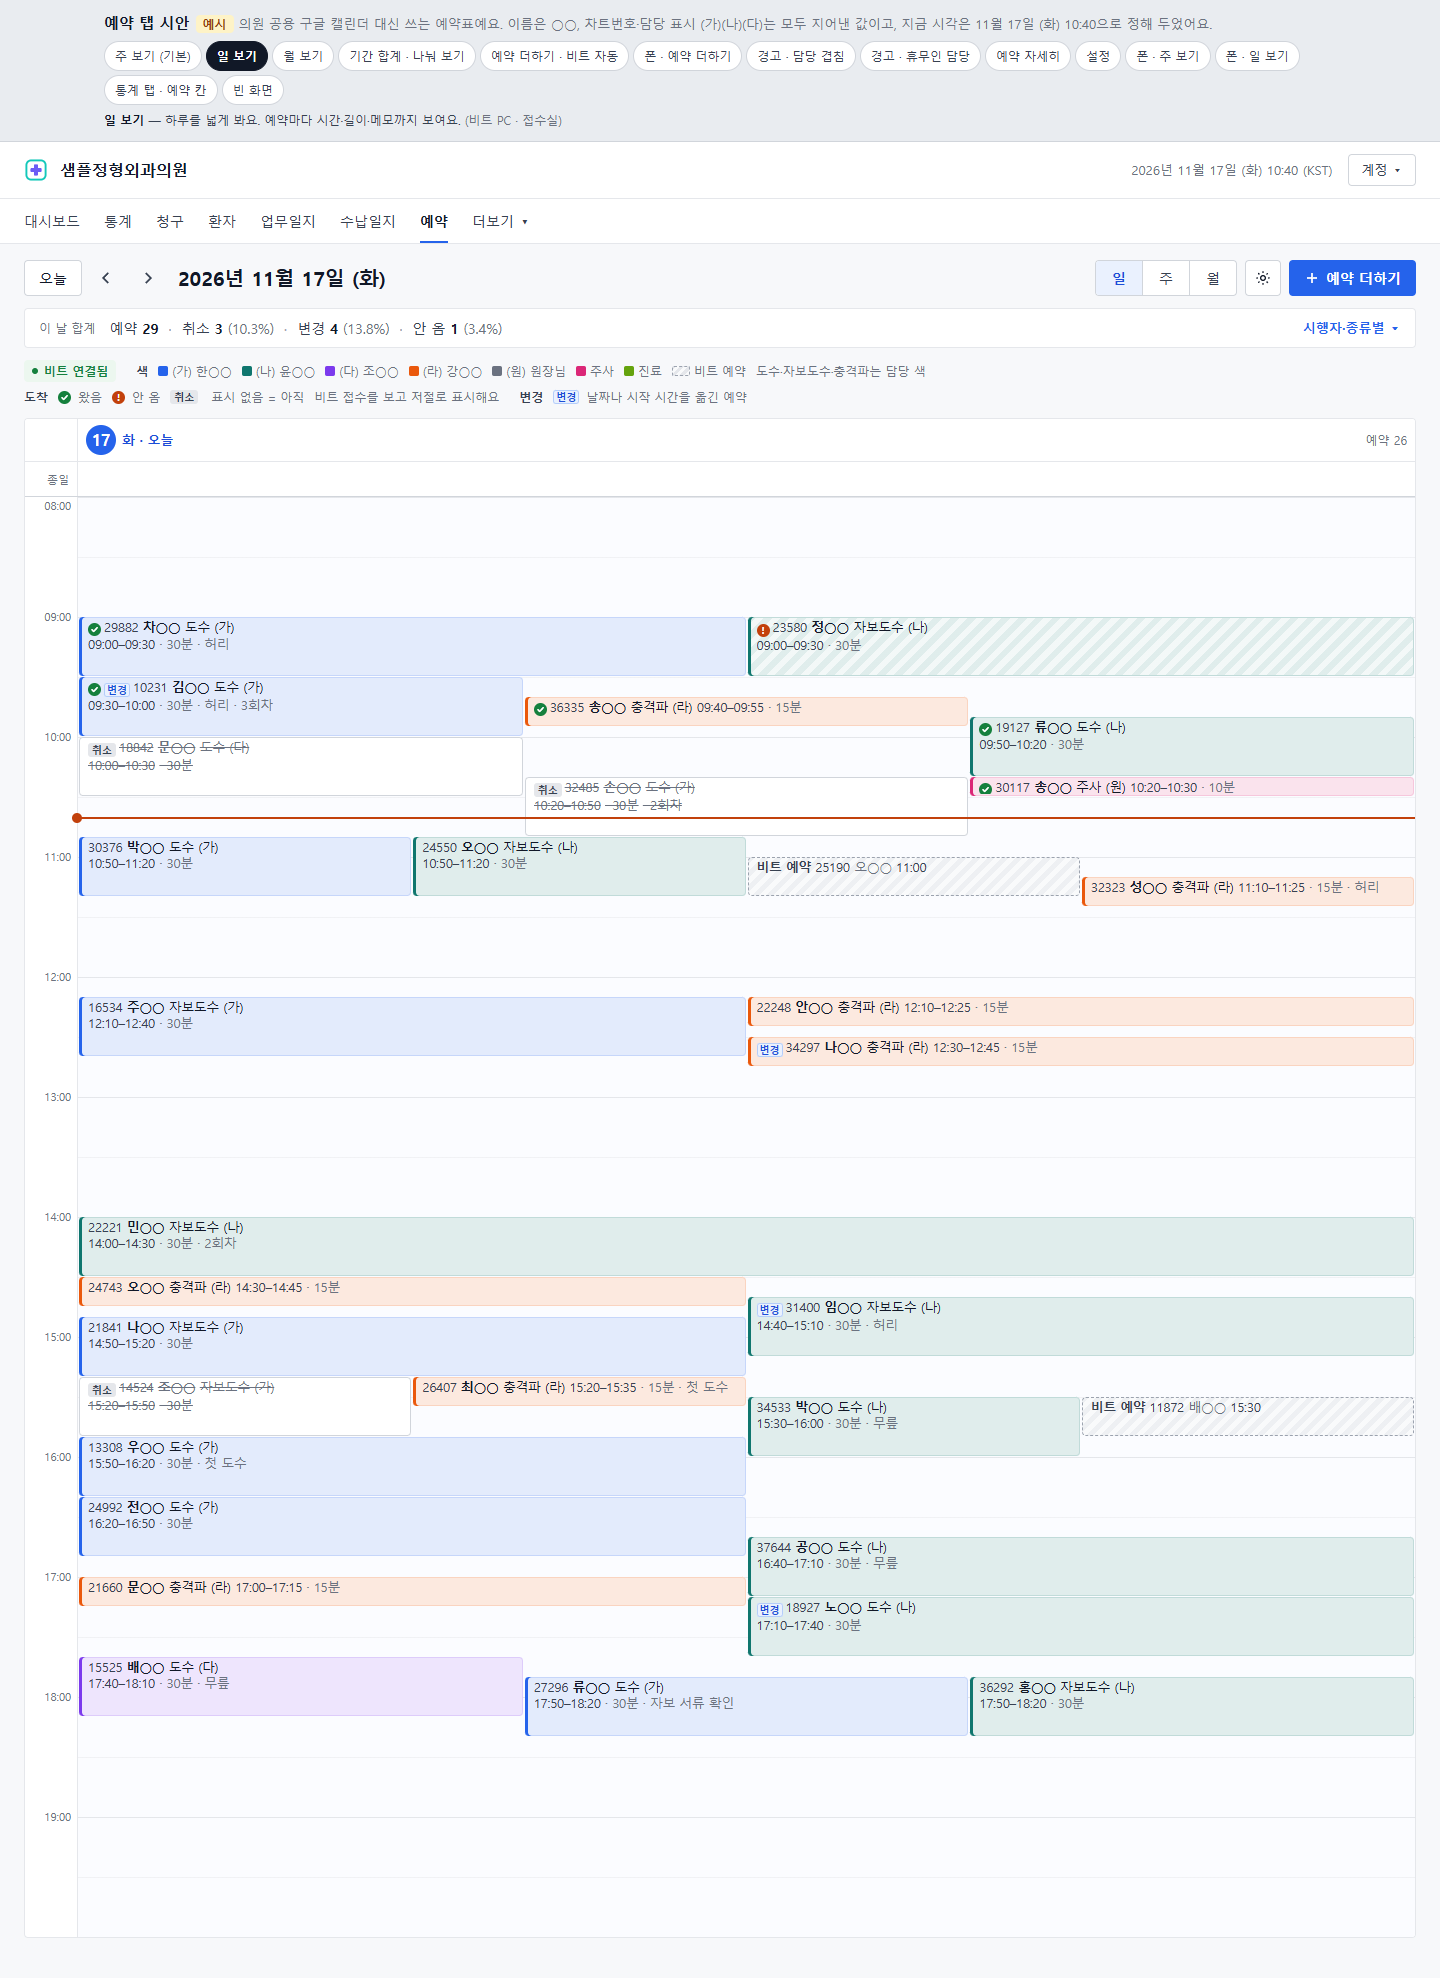 예약 탭 시안 예시 의원 공용 구글 캘린더 대신 쓰는 예약표예요. 이름은 ○○, 차트번호·담당 표시 (가)(나)(다)는 모두 지어낸 값이고, 지금 시각은 11월 17일 (화) 10:40으로 정해 두었어요.
주 보기 (기본) 일 보기 월 보기 기간 합계 · 나눠 보기 예약 더하기 · 비트 자동 폰 · 예약 더하기 경고 · 담당 겹침 경고 · 휴무인 담당 예약 자세히 설정 폰 · 주 보기 폰 · 일 보기
통계 탭 · 예약 칸 빈 화면
일 보기 — 하루를 넓게 봐요. 예약마다 시간·길이·메모까지 보여요. (비트 PC · 접수실)
샘플정형외과의원 2026년 11월 17일 (화) 10:40 (KST) 계정
대시보드 통계 청구 환자 업무일지 수납일지 예약 더보기
오늘 2026년 11월 17일 (화) 일 주 월 + 예약 더하기
이 날 합계 예약 29 · 취소 3 (10.3%) · 변경 4 (13.8%) · 안 옴 1 (3.4%) 시행자·종류별
비트 연결됨 색 (가) 한○○ (나) 윤○○ (다) 조○○ (라) 강○○ (원) 원장님 주사 진료 비트 예약 도수·자보도수·충격파는 담당 색
도착 왔음 안 옴 취소 표시 없음 = 아직 비트 접수를 보고 저절로 표시해요 변경 변경 날짜나 시작 시간을 옮긴 예약
17 화 · 오늘 예약 26
종일
08:00
09:00
29882 차○○ 도수 (가)
09:00–09:30 · 30분 · 허리
23580 정○○ 자보도수 (나)
09:00–09:30 · 30분
변경 10231 김○○ 도수 (가)
09:30–10:00 · 30분 · 허리 · 3회차
36335 송○○ 충격파 (라) 09:40–09:55 · 15분
19127 류○○ 도수 (나)
09:50–10:20 · 30분
10:00
취소 18842 문○○ 도수 (다)
10:00–10:30 · 30분
취소 32485 손○○ 도수 (가)
10:20–10:50 · 30분 · 2회차
30117 송○○ 주사 (원) 10:20–10:30 · 10분
30376 박○○ 도수 (가)
10:50–11:20 · 30분
24550 오○○ 자보도수 (나)
10:50–11:20 · 30분
11:00
비트 예약 25190 오○○ 11:00
32323 성○○ 충격파 (라) 11:10–11:25 · 15분 · 허리
12:00
16534 주○○ 자보도수 (가)
12:10–12:40 · 30분
22248 안○○ 충격파 (라) 12:10–12:25 · 15분
변경 34297 나○○ 충격파 (라) 12:30–12:45 · 15분
13:00
14:00
22221 민○○ 자보도수 (나)
14:00–14:30 · 30분 · 2회차
24743 오○○ 충격파 (라) 14:30–14:45 · 15분
변경 31400 임○○ 자보도수 (나)
14:40–15:10 · 30분 · 허리
21841 나○○ 자보도수 (가)
14:50–15:20 · 30분
15:00
취소 14524 조○○ 자보도수 (가)
15:20–15:50 · 30분
26407 최○○ 충격파 (라) 15:20–15:35 · 15분 · 첫 도수
34533 박○○ 도수 (나)
15:30–16:00 · 30분 · 무릎
비트 예약 11872 배○○ 15:30
13308 우○○ 도수 (가)
15:50–16:20 · 30분 · 첫 도수
16:00
24992 전○○ 도수 (가)
16:20–16:50 · 30분
37644 공○○ 도수 (나)
16:40–17:10 · 30분 · 무릎
17:00
21660 문○○ 충격파 (라) 17:00–17:15 · 15분
변경 18927 노○○ 도수 (나)
17:10–17:40 · 30분
15525 배○○ 도수 (다)
17:40–18:10 · 30분 · 무릎
27296 류○○ 도수 (가)
17:50–18:20 · 30분 · 자보 서류 확인
36292 홍○○ 자보도수 (나)
17:50–18:20 · 30분
18:00
19:00